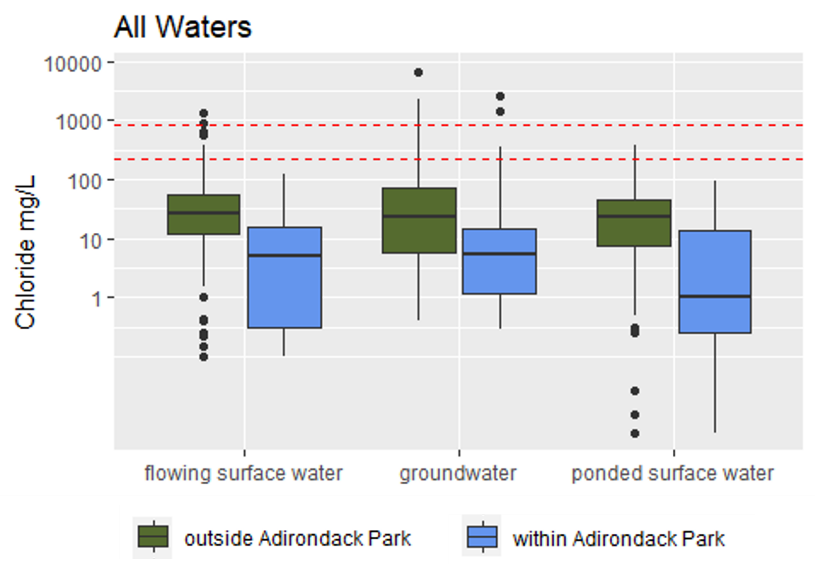 All Waters
10000
1000
100
10
1
Chloride mg/L
flowing surface water groundwater ponded surface water
outside Adirondack Park within Adirondack Park